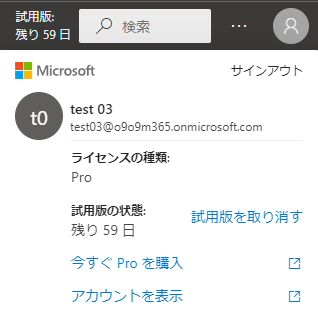 試用版:
残り 59 日
検索
...
Microsoft
サインアウト
t0
test 03
test03@o9o9m365.onmicrosoft.com
ライセンスの種類:
Pro
試用版の状態:
残り 59 日
試用版を取り消す
今すぐ Pro を購入
アカウントを表示